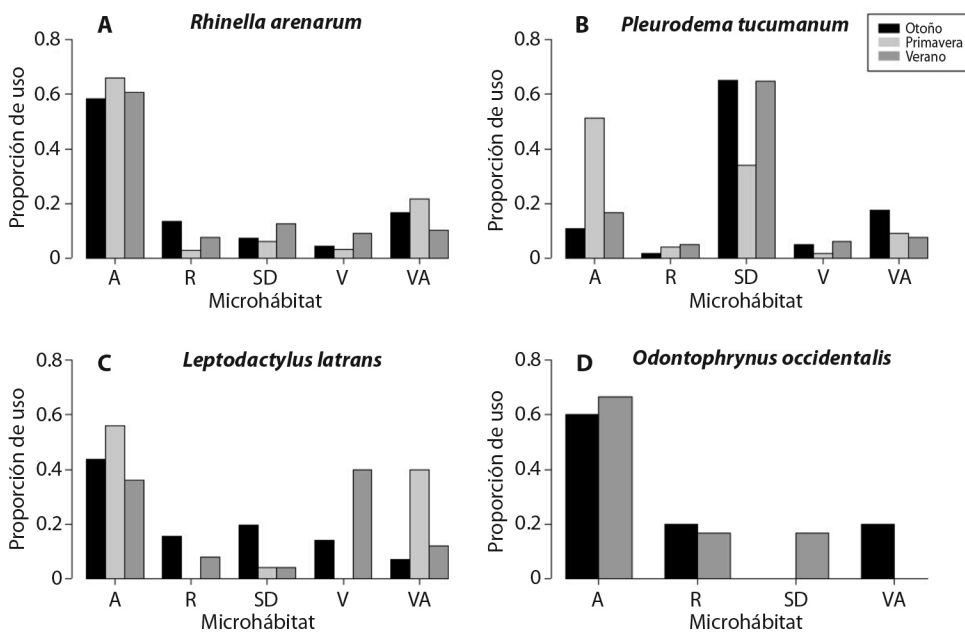 A Rhinella arenarum
Proporción de uso
0.8
0.6
0.4
0.2
0
A R SD V VA
Microhábitat
B Pleurodema tucumanum
Otoño
Primavera
Verano
Proporción de uso
0.8
0.6
0.4
0.2
0
A R SD V VA
Microhábitat
C Leptodactylus latrans
Proporción de uso
0.8
0.6
0.4
0.2
0
A R SD V VA
Microhábitat
D Odontophrynus occidentalis
Proporción de uso
0.8
0.6
0.4
0.2
0
A R SD VA
Microhábitat